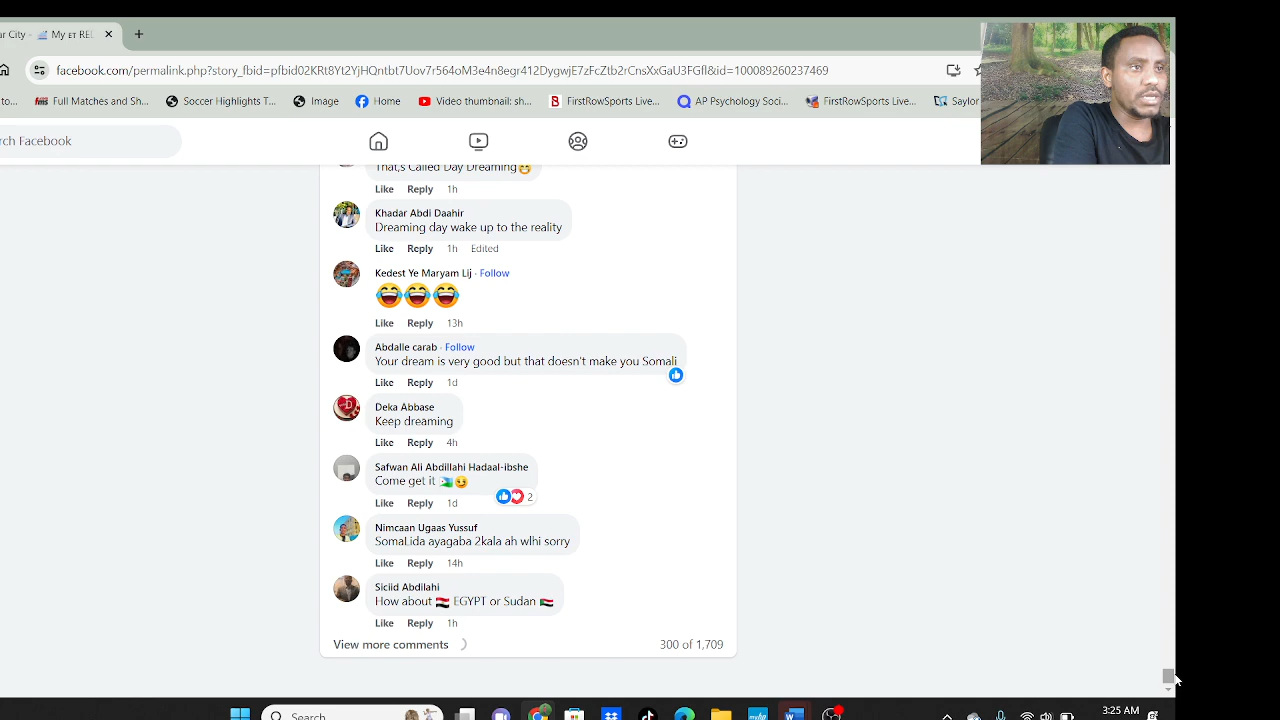 ar City - My ET REL
facebook.com/permalink.php?story_fbid=pfbid02KRt8Yt2YjHQntbf7Uov7xPXwM3e4n8egr412DygwjE7zFcZtb2rCnsXxGaU3FGfl&id=100089260237469
to... Full Matches and Sh... Soccer Highlights T... Image Home Video thumbnail: sh... FirstRowSports Live... AP Psychology Soci... FirstRowSports Live... Saylor
rch Facebook
That,s Called Day Dreaming😁
Like Reply 1h
Khadar Abdi Daahir
Dreaming day wake up to the reality
Like Reply 1h Edited
Kedest Ye Maryam Lij · Follow
😂😂😂
Like Reply 13h
Abdalle carab · Follow
Your dream is very good but that doesn't make you Somali
Like Reply 1d
Deka Abbase
Keep dreaming
Like Reply 4h
Safwan Ali Abdillahi Hadaal-ibshe
Come get it 🇩🇯😏
2
Like Reply 1d
Nimcaan Ugaas Yussuf
SomaLida ayagaba 2kala ah wlhi sorry
Like Reply 14h
Siciid Abdilahi
How about 🇪🇬 EGYPT or Sudan 🇸🇩
Like Reply 1h
View more comments 300 of 1,709
Search
3:25 AM